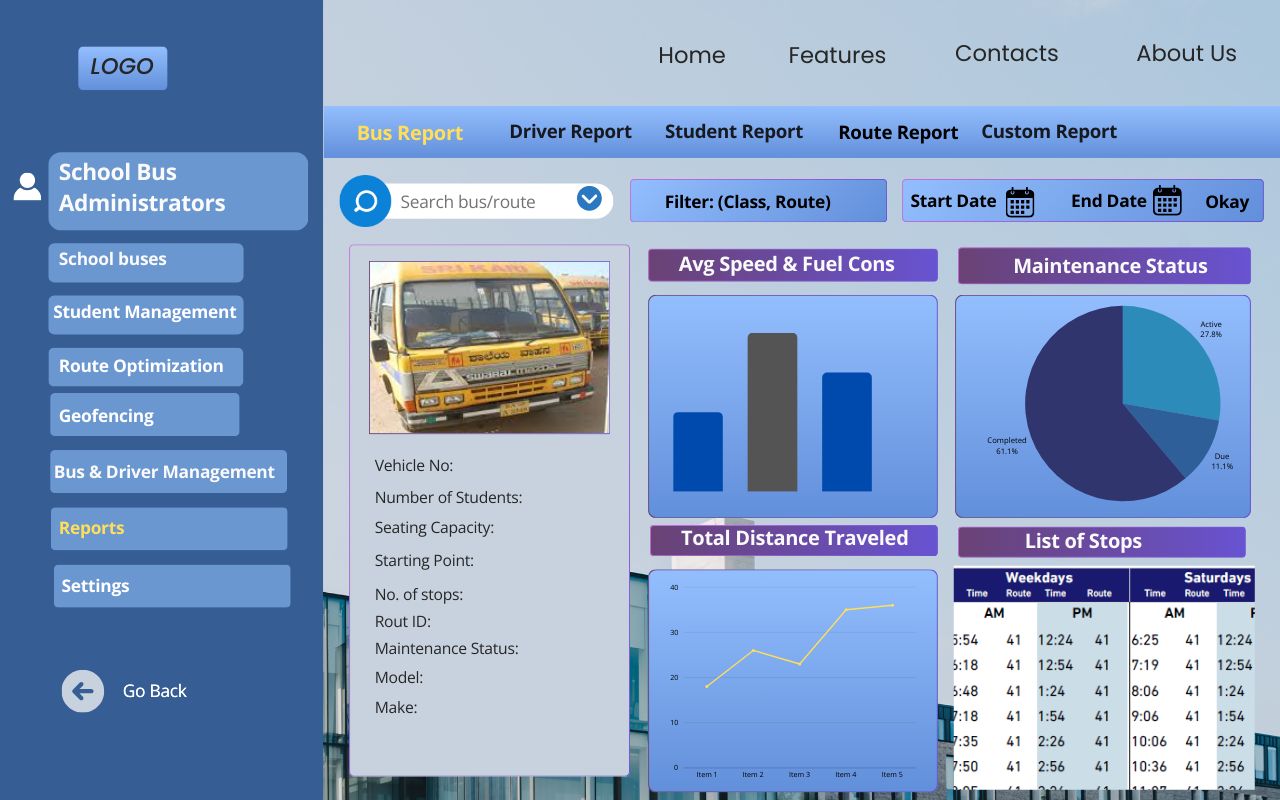 LOGO
Home Features Contacts About Us
Bus Report Driver Report Student Report Route Report Custom Report
School Bus
Administrators
School buses
Student Management
Route Optimization
Geofencing
Bus & Driver Management
Reports
Settings
Go Back
Search bus/route
Filter: (Class, Route)
Start Date End Date Okay
SRI KARI
ಶಾಲೆಯ ವಾಹನ
swaraj mazda
Vehicle No:
Number of Students:
Seating Capacity:
Starting Point:
No. of stops:
Rout ID:
Maintenance Status:
Model:
Make:
Avg Speed & Fuel Cons
Maintenance Status
Active
27.8%
Completed
61.1%
Due
11.1%
Total Distance Traveled
40
30
20
10
0
Item 1 Item 2 Item 3 Item 4 Item 5
List of Stops
Weekdays Saturdays
Time Route Time Route Time Route Time
AM PM AM
5:54 41 12:24 41 6:25 41 12:24
6:18 41 12:54 41 7:19 41 12:54
6:48 41 1:24 41 8:06 41 1:24
7:18 41 1:54 41 9:06 41 1:54
7:35 41 2:26 41 10:06 41 2:24
7:50 41 2:56 41 10:36 41 2:56